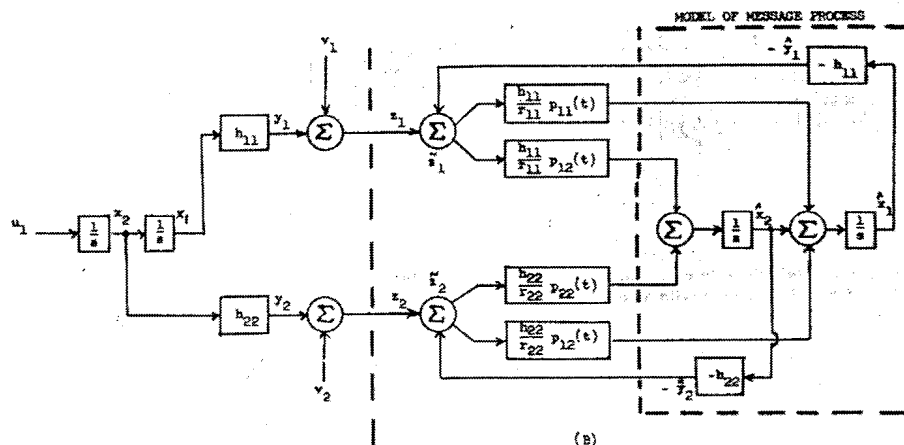 MODEL OF MESSAGE PROCESS
v₁
- ŷ₁
- h₁₁
h₁₁
y₁
Σ
z₁
Σ
z̃₁
h₁₁/r₁₁ p₁₁(t)
h₁₁/r₁₁ p₁₂(t)
u₁
1/s
x₂
1/s
x₁
Σ
1/s
x̂₂
Σ
1/s
x̂₁
h₂₂
y₂
Σ
z₂
z̃₂
Σ
h₂₂/r₂₂ p₂₂(t)
h₂₂/r₂₂ p₁₂(t)
v₂
- ŷ₂
-h₂₂
(B)